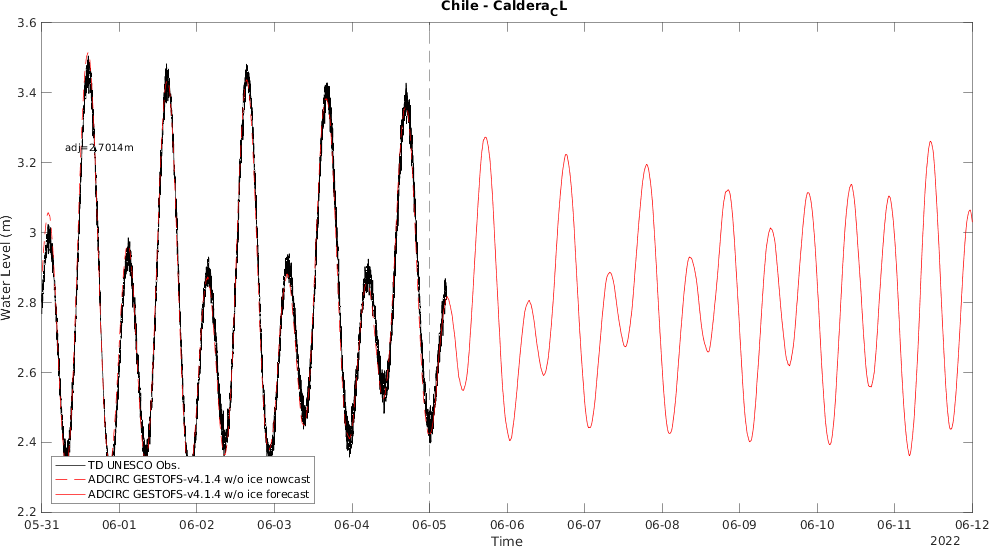 Chile - Caldera_CL
3.6
3.4
adj=2.7014m
3.2
3
Water Level (m)
2.8
2.6
2.4
TD UNESCO Obs.
ADCIRC GESTOFS-v4.1.4 w/o ice nowcast
ADCIRC GESTOFS-v4.1.4 w/o ice forecast
2.2
05-31 06-01 06-02 06-03 06-04 06-05 06-06 06-07 06-08 06-09 06-10 06-11 06-12
Time
2022